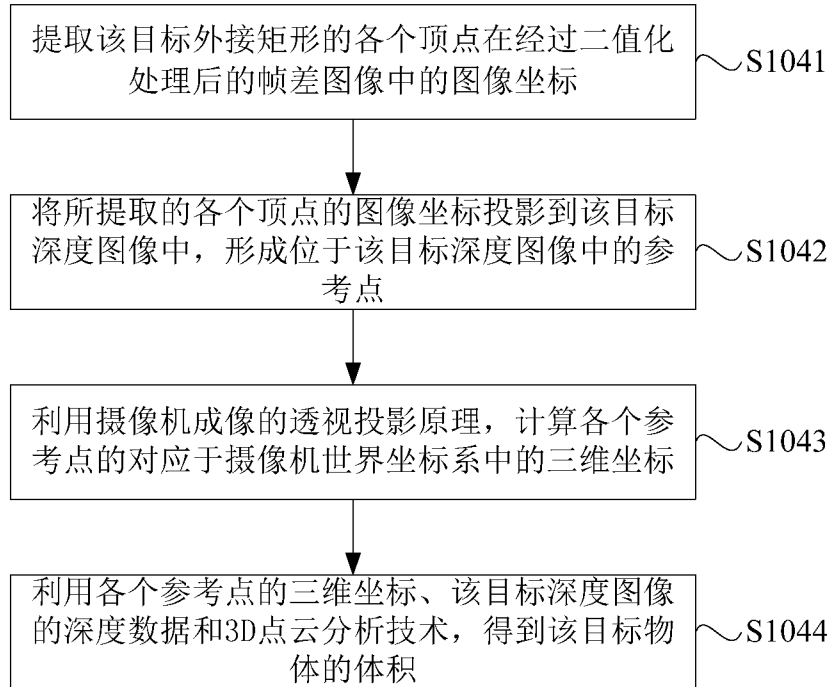 提取该目标外接矩形的各个顶点在经过二值化
处理后的帧差图像中的图像坐标
S1041
将所提取的各个顶点的图像坐标投影到该目标
深度图像中，形成位于该目标深度图像中的参
考点
S1042
利用摄像机成像的透视投影原理，计算各个参
考点的对应于摄像机世界坐标系中的三维坐标
S1043
利用各个参考点的三维坐标、该目标深度图像
的深度数据和3D点云分析技术，得到该目标物
体的体积
S1044